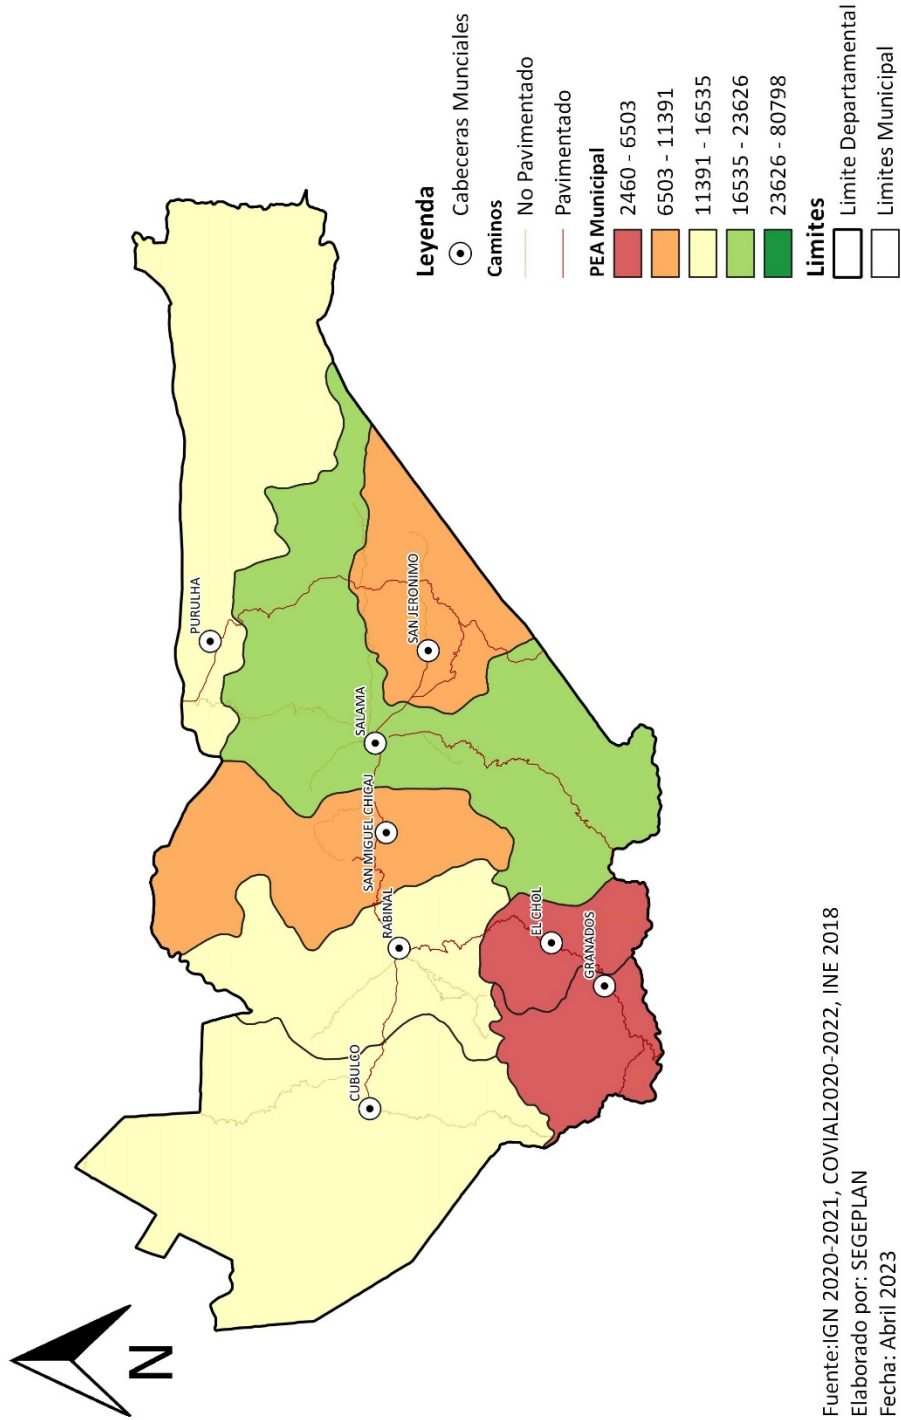 N
PURULHA
SALAMA
SAN JERONIMO
SAN MIGUEL CHICAJ
RABINAL
CUBULCO
EL CHOL
GRANADOS
Leyenda
Cabeceras Munciales
Caminos
No Pavimentado
Pavimentado
PEA Municipal
2460 - 6503
6503 - 11391
11391 - 16535
16535 - 23626
23626 - 80798
Limites
Limite Departamental
Limites Municipal
Fuente:IGN 2020-2021, COVIAL2020-2022, INE 2018
Elaborado por: SEGEPLAN
Fecha: Abril 2023